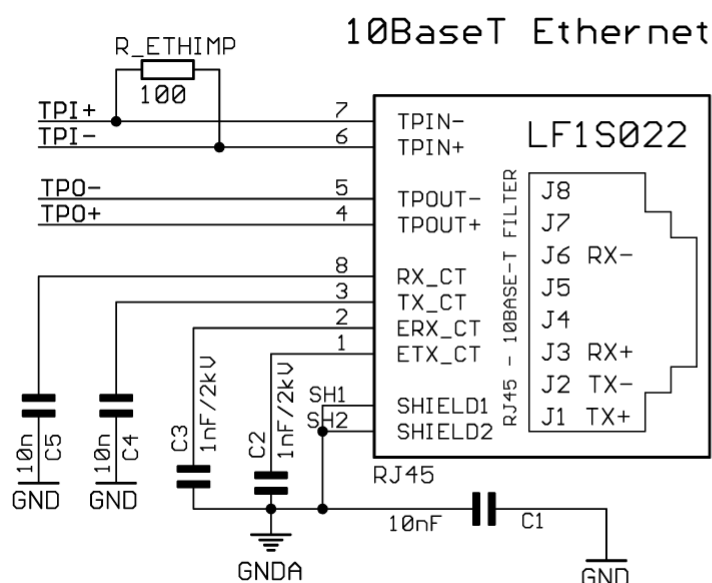 10BaseT Ethernet
R_ETHIMP
100
TPI+
TPI-
7
6
TPIN-
TPIN+
LF1S022
TPO-
TPO+
5
4
TPOUT-
TPOUT+
8
3
2
1
RX_CT
TX_CT
ERX_CT
ETX_CT
SH1
SH2
SHIELD1
SHIELD2
RJ45 - 10BASE-T FILTER
J8
J7
J6 RX-
J5
J4
J3 RX+
J2 TX-
J1 TX+
RJ45
10n
C5
GND
10n
C4
GND
C3
1nF/2kV
C2
1nF/2kV
GNDA
10nF
C1
GND